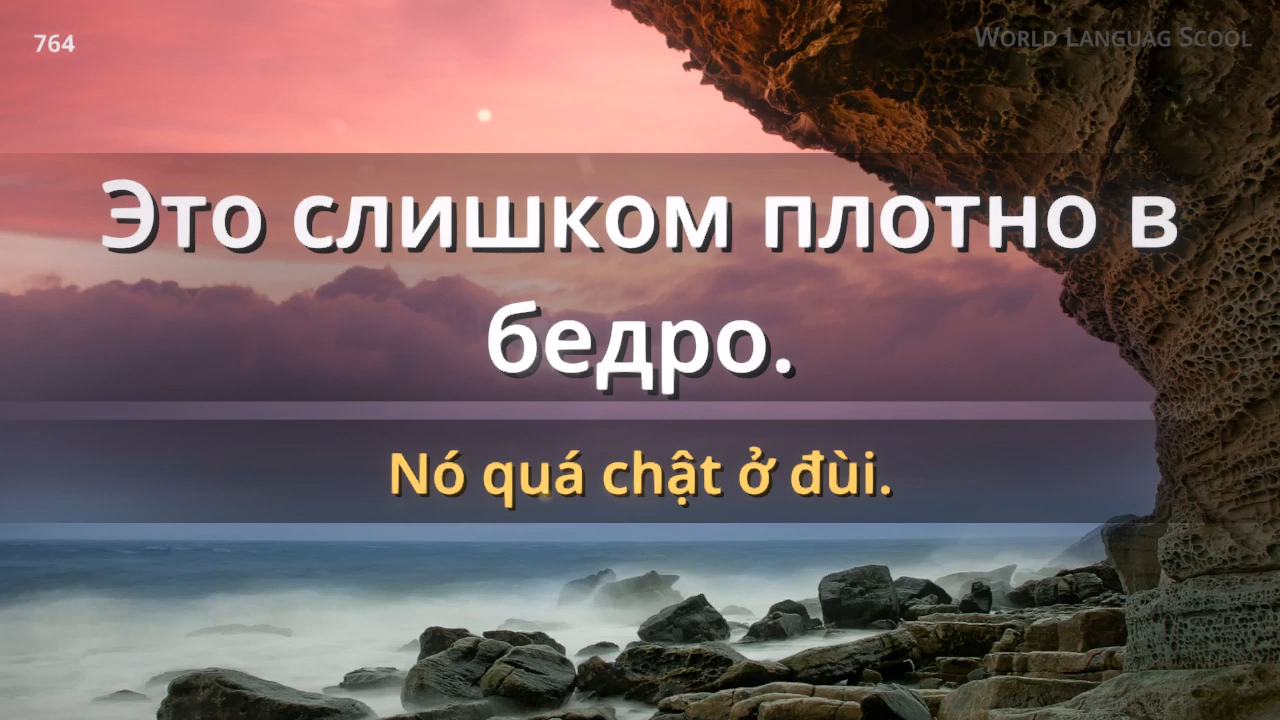 764
World Languag Scool
Это слишком плотно в
бедро.
Nó quá chật ở đùi.